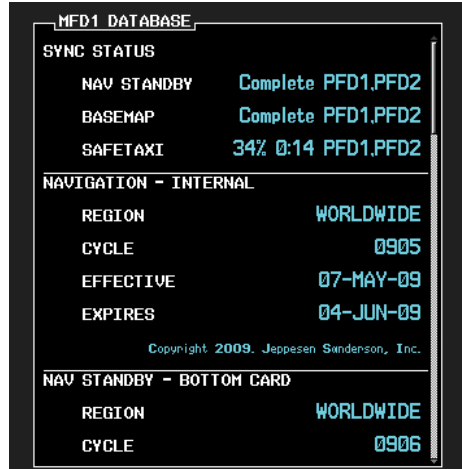 MFD1 DATABASE
SYNC STATUS
NAV STANDBY Complete PFD1,PFD2
BASEMAP Complete PFD1,PFD2
SAFETAXI 34% 0:14 PFD1,PFD2
NAVIGATION - INTERNAL
REGION WORLDWIDE
CYCLE 0905
EFFECTIVE 07-MAY-09
EXPIRES 04-JUN-09
Copyright 2009. Jeppesen Sanderson, Inc.
NAV STANDBY - BOTTOM CARD
REGION WORLDWIDE
CYCLE 0906